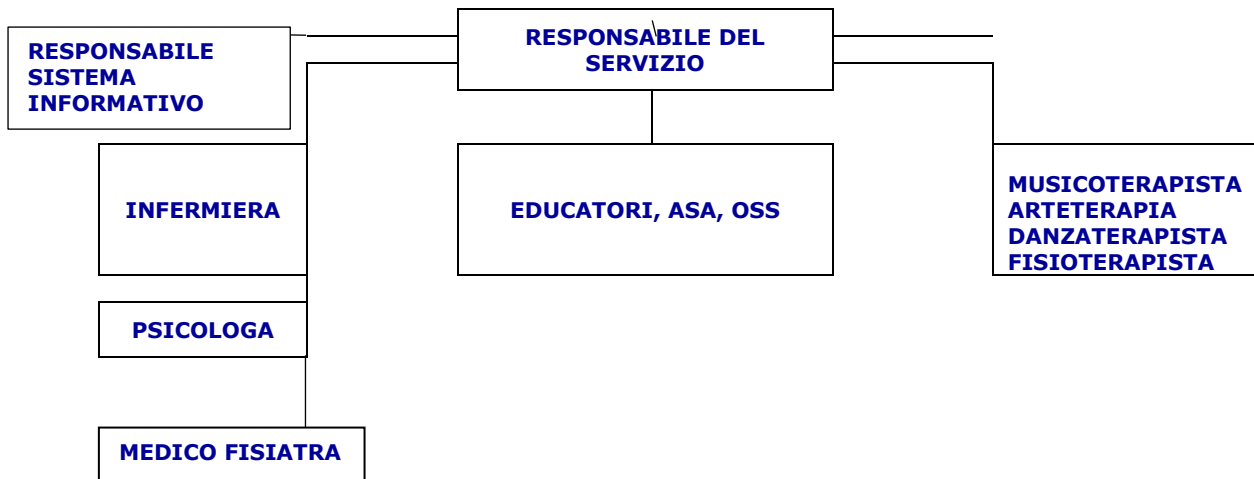 RESPONSABILE
SISTEMA
INFORMATIVO
RESPONSABILE DEL
SERVIZIO
INFERMIERA
EDUCATORI, ASA, OSS
MUSICOTERAPISTA
ARTETERAPIA
DANZATERAPISTA
FISIOTERAPISTA
PSICOLOGA
MEDICO FISIATRA